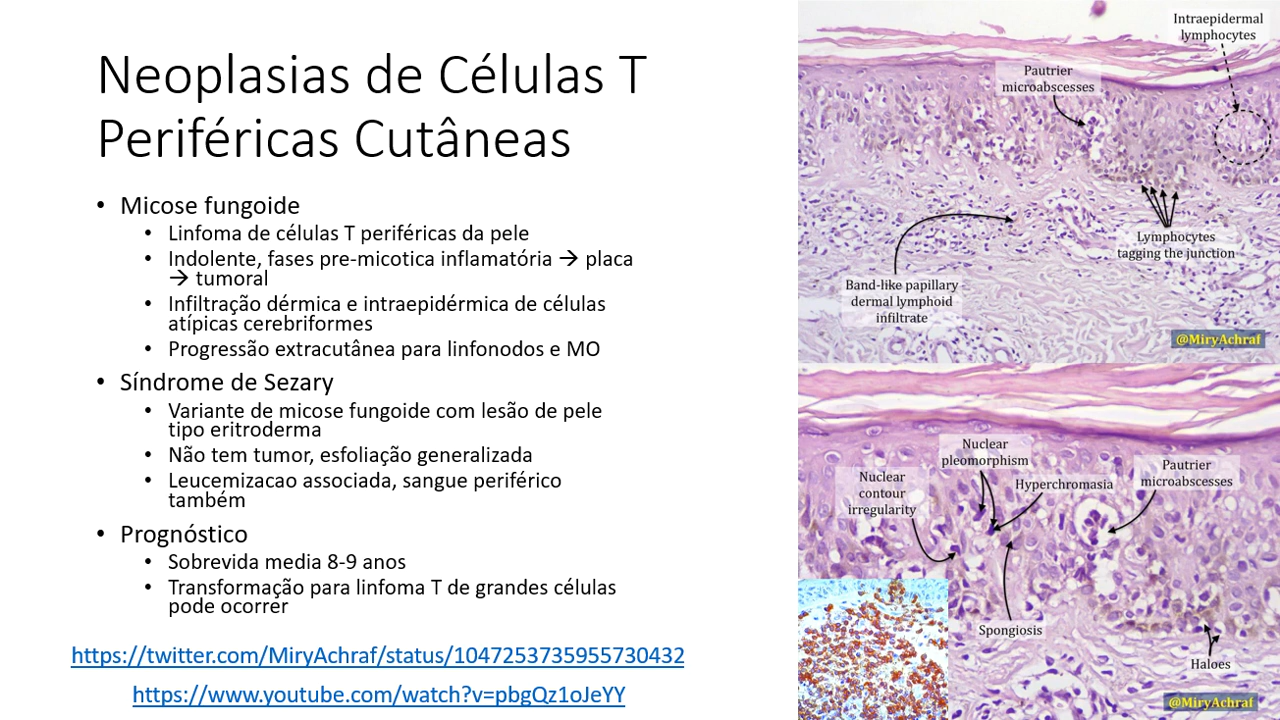 Neoplasias de Células T
Periféricas Cutâneas
• Micose fungoide
• Linfoma de células T periféricas da pele
• Indolente, fases pre-micotica inflamatória → placa
→ tumoral
• Infiltração dérmica e intraepidérmica de células
atípicas cerebriformes
• Progressão extracutânea para linfonodos e MO
• Síndrome de Sezary
• Variante de micose fungoide com lesão de pele
tipo eritroderma
• Não tem tumor, esfoliação generalizada
• Leucemizacao associada, sangue periférico
também
• Prognóstico
• Sobrevida media 8-9 anos
• Transformação para linfoma T de grandes células
pode ocorrer
https://twitter.com/MiryAchraf/status/1047253735955730432
https://www.youtube.com/watch?v=pbgQz1oJeYY
Intraepidermal
lymphocytes
Pautrier
microabscesses
Lymphocytes
tagging the junction
Band-like papillary
dermal lymphoid
infiltrate
@MiryAchraf
Nuclear
pleomorphism
Nuclear
contour
irregularity
Hyperchromasia
Pautrier
microabscesses
Spongiosis
Haloes
@MiryAchraf